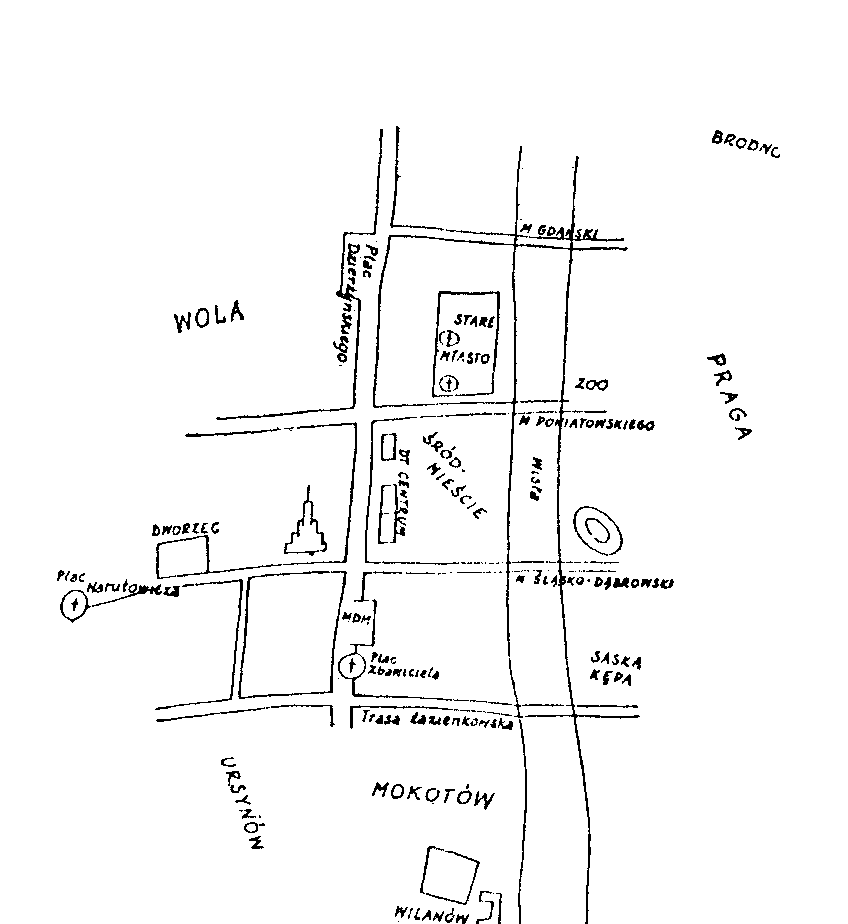 BRODNO
M GDAŃSKI
Plac
Dzierżynskiego.
WOLA
STARE
MIASTO
ZOO
PRAGA
M PONIATOWSKIEGO
ŚRÓD-
MIEŚCIE
DT CENTRUM
Wisła
DWORZEC
Plac
Narutowicza
M ŚLĄSKO-DĄBROWSKI
MDM
Plac
Zbawiciela
SASKA
KĘPA
Trasa Łazienkowska
URSYNÓW
MOKOTÓW
WILANÓW